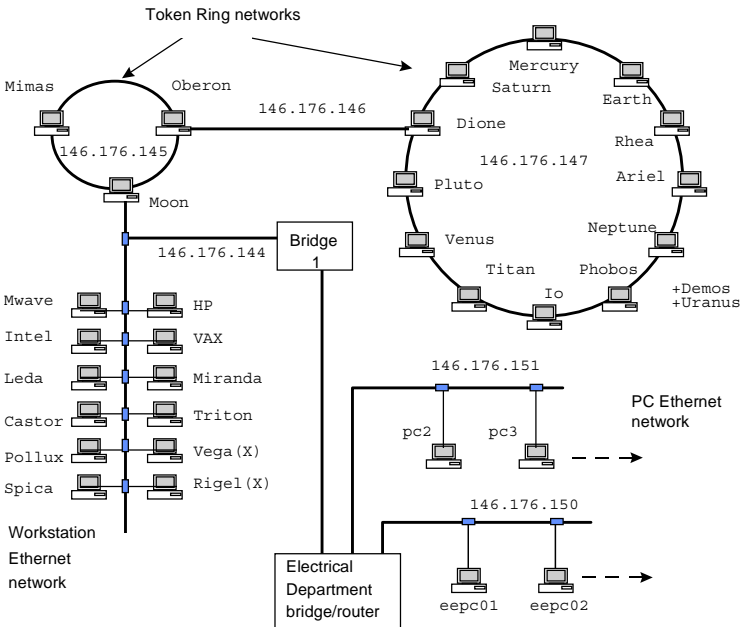 Token Ring networks
Mimas
Oberon
146.176.146
146.176.145
Moon
Mercury
Saturn
Earth
Dione
Rhea
146.176.147
Pluto
Ariel
Venus
Neptune
Titan
Phobos
Io
+Demos
+Uranus
146.176.144
Bridge
1
Mwave
HP
Intel
VAX
Leda
Miranda
Castor
Triton
Pollux
Vega(X)
Spica
Rigel(X)
Workstation
Ethernet
network
146.176.151
pc2
pc3
PC Ethernet
network
146.176.150
eepc01
eepc02
Electrical
Department
bridge/router